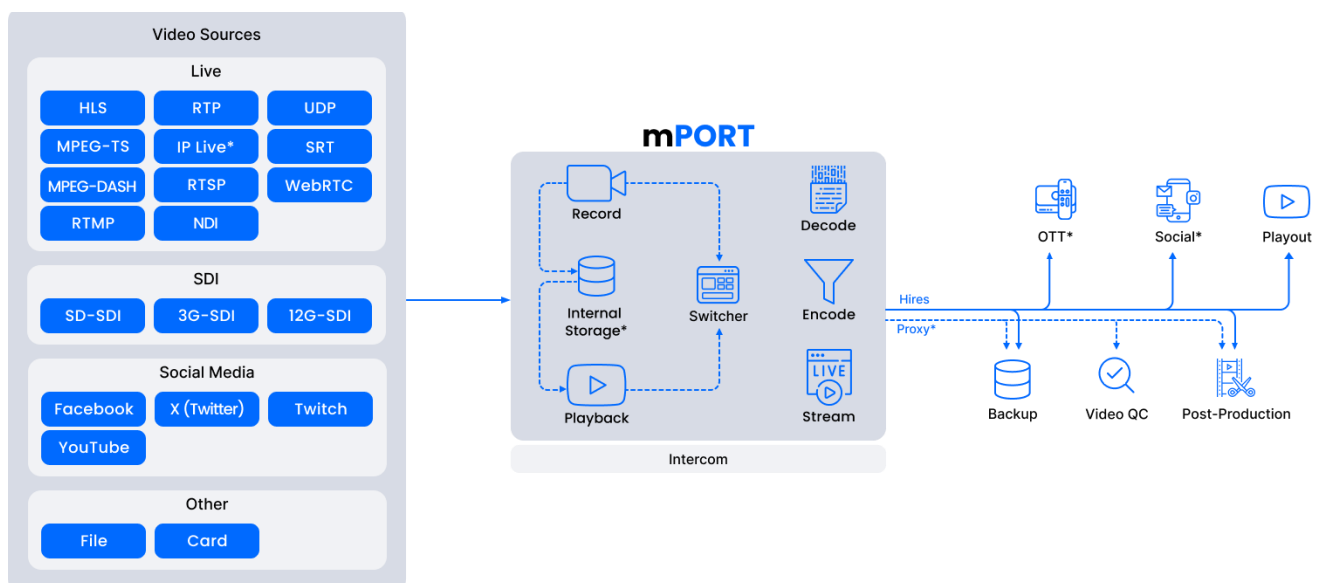 Video Sources
Live
HLS
RTP
UDP
MPEG-TS
IP Live*
SRT
MPEG-DASH
RTSP
WebRTC
RTMP
NDI
SDI
SD-SDI
3G-SDI
12G-SDI
Social Media
Facebook
X (Twitter)
Twitch
YouTube
Other
File
Card
mPORT
Record
Internal
Storage*
Playback
Switcher
Decode
Encode
LIVE
Stream
Intercom
Hires
Proxy*
OTT*
Social*
Playout
Backup
Video QC
Post-Production